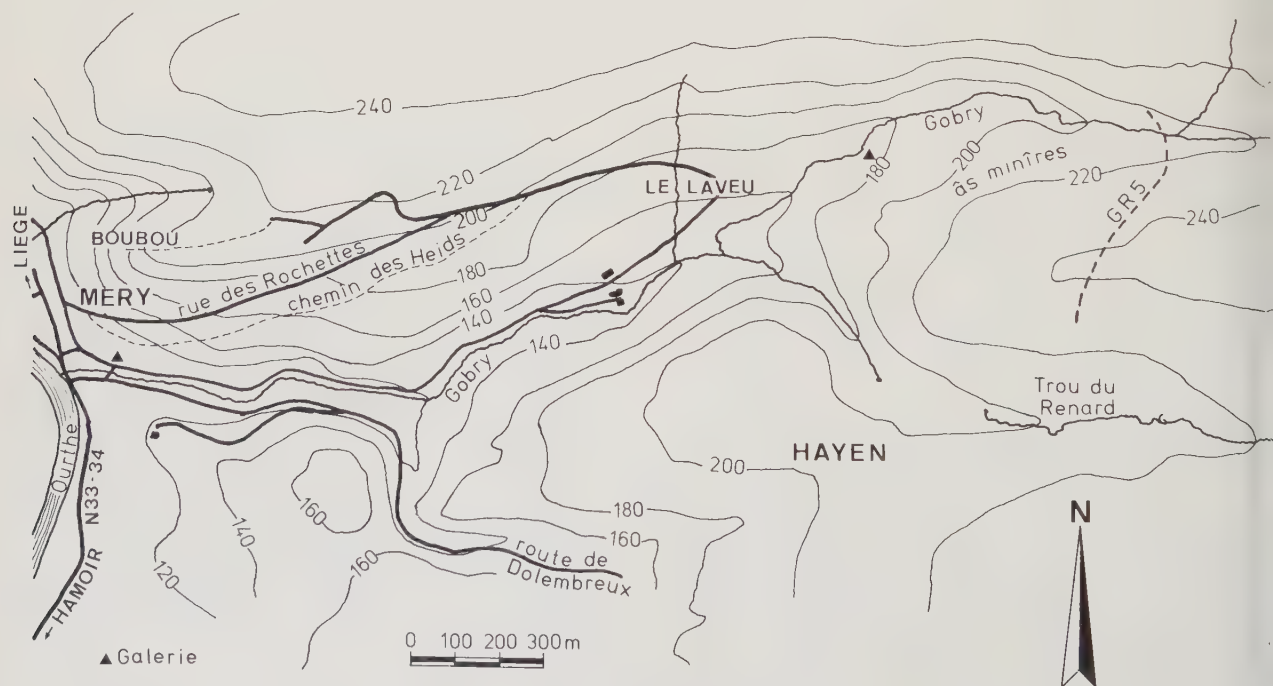 240
Gobry
200
180
âs minîres
220
GR5
240
220
LE LAVEU
BOUBOU
LIEGE
200
rue des Rochettes
chemin des Heids
180
MERY
160
140
140
Gobry
Trou du
Renard
HAYEN
200
Ourthe
N33-34
160
140
180
160
120
160
route de
Dolembreux
←HAMOIR
N
0 100 200 300m
▲Galerie